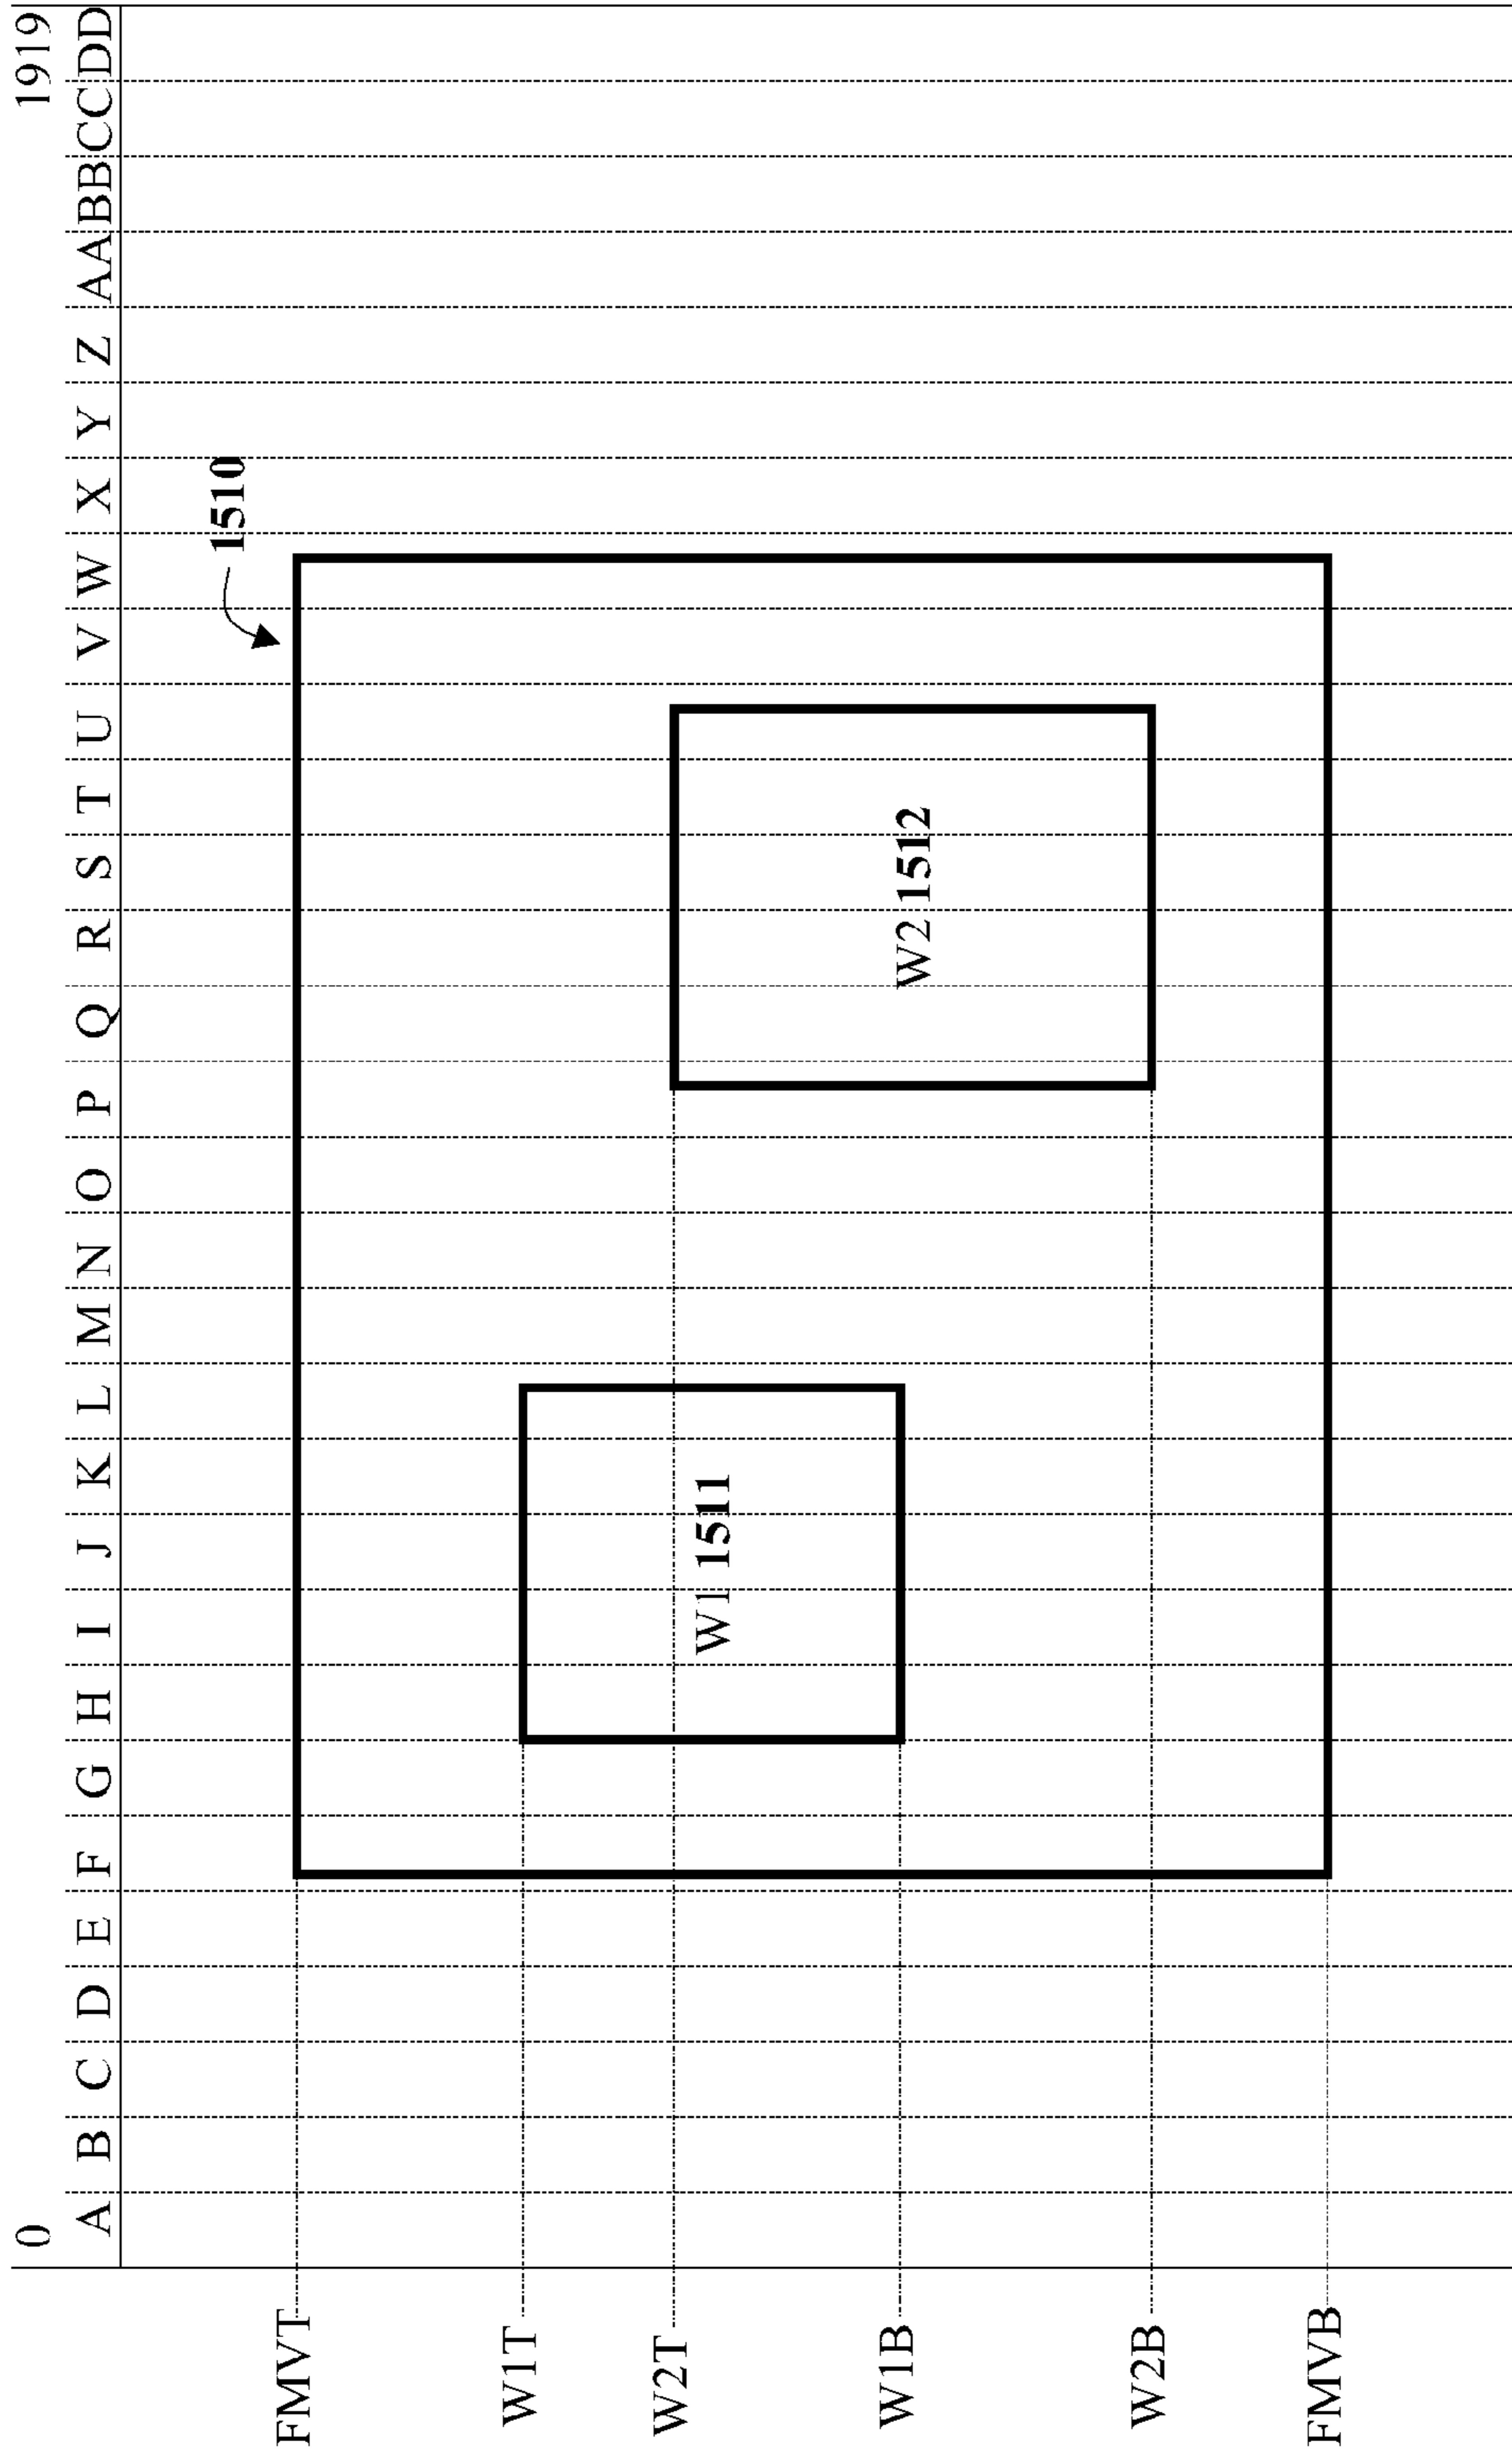 0 1919
A B C D E F G H I J K L M N O P Q R S T U V W X Y Z AA BB CC DD
1510
FMVT
W1T
W2T
W1 1511
W1B
W2 1512
W2B
FMVB